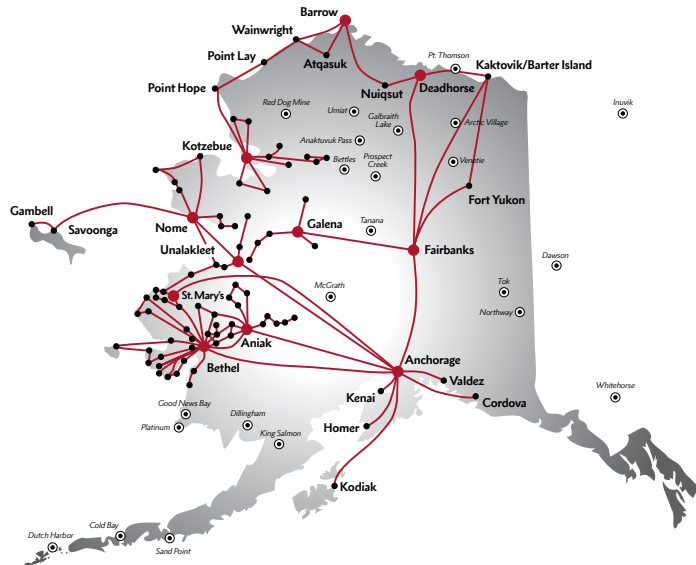 Barrow
Wainwright
Pt. Thomson
Point Lay
Atqasuk
Kaktovik/Barter Island
Point Hope
Nuiqsut
Deadhorse
Red Dog Mine
Umiat
Galbraith
Lake
Inuvik
Arctic Village
Anaktuvuk Pass
Kotzebue
Bettles
Prospect
Creek
Venetie
Fort Yukon
Gambell
Savoonga
Nome
Galena
Tanana
Unalakleet
Fairbanks
Dawson
Tok
St. Mary's
McGrath
Northway
Aniak
Anchorage
Bethel
Valdez
Kenai
Cordova
Whitehorse
Good News Bay
Dillingham
Homer
Platinum
King Salmon
Kodiak
Cold Bay
Dutch Harbor
Sand Point